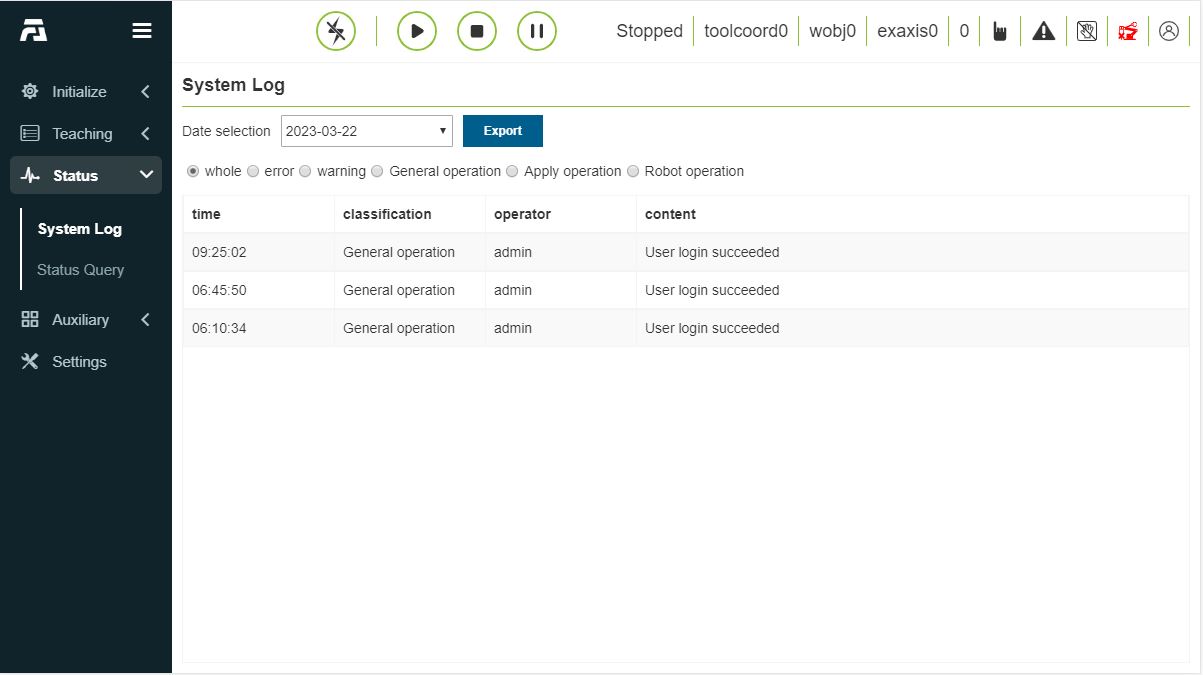 Stopped toolcoord0 wobj0 exaxis0 0
Initialize
Teaching
Status
System Log
Status Query
Auxiliary
Settings
System Log
Date selection 2023-03-22 Export
whole error warning General operation Apply operation Robot operation
time classification operator content
09:25:02 General operation admin User login succeeded
06:45:50 General operation admin User login succeeded
06:10:34 General operation admin User login succeeded